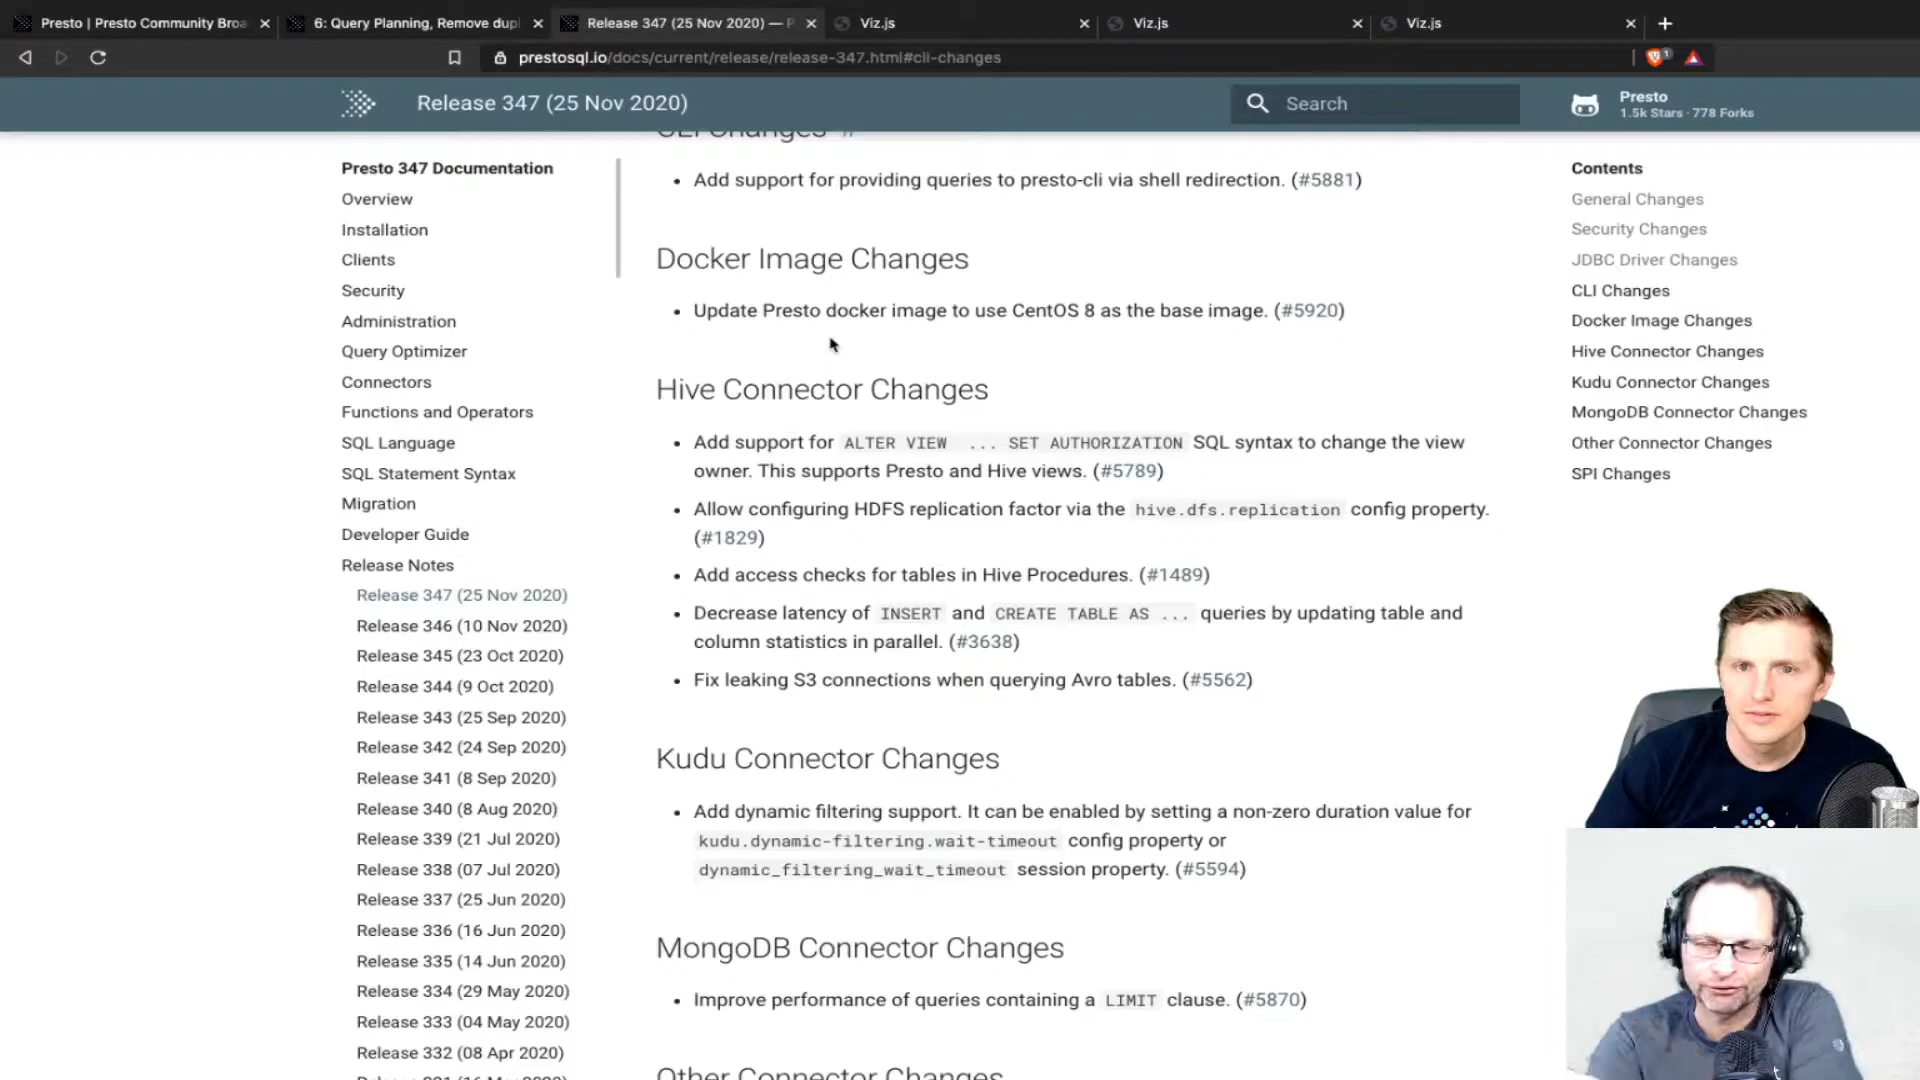 Presto | Presto Community Broa
6: Query Planning, Remove dup
Release 347 (25 Nov 2020) — P
Viz.js
Viz.js
Viz.js
prestosql.io/docs/current/release/release-347.html#cli-changes
1
Release 347 (25 Nov 2020)
Search
Presto
1.5k Stars · 778 Forks
Presto 347 Documentation
Overview
Installation
Clients
Security
Administration
Query Optimizer
Connectors
Functions and Operators
SQL Language
SQL Statement Syntax
Migration
Developer Guide
Release Notes
Release 347 (25 Nov 2020)
Release 346 (10 Nov 2020)
Release 345 (23 Oct 2020)
Release 344 (9 Oct 2020)
Release 343 (25 Sep 2020)
Release 342 (24 Sep 2020)
Release 341 (8 Sep 2020)
Release 340 (8 Aug 2020)
Release 339 (21 Jul 2020)
Release 338 (07 Jul 2020)
Release 337 (25 Jun 2020)
Release 336 (16 Jun 2020)
Release 335 (14 Jun 2020)
Release 334 (29 May 2020)
Release 333 (04 May 2020)
Release 332 (08 Apr 2020)
CLI Changes #
Add support for providing queries to presto-cli via shell redirection. (#5881)
Docker Image Changes
Update Presto docker image to use CentOS 8 as the base image. (#5920)
Hive Connector Changes
Add support for ALTER VIEW ... SET AUTHORIZATION SQL syntax to change the view
owner. This supports Presto and Hive views. (#5789)
Allow configuring HDFS replication factor via the hive.dfs.replication config property.
(#1829)
Add access checks for tables in Hive Procedures. (#1489)
Decrease latency of INSERT and CREATE TABLE AS ... queries by updating table and
column statistics in parallel. (#3638)
Fix leaking S3 connections when querying Avro tables. (#5562)
Kudu Connector Changes
Add dynamic filtering support. It can be enabled by setting a non-zero duration value for
kudu.dynamic-filtering.wait-timeout config property or
dynamic_filtering_wait_timeout session property. (#5594)
MongoDB Connector Changes
Improve performance of queries containing a LIMIT clause. (#5870)
Other Connector Changes
Contents
General Changes
Security Changes
JDBC Driver Changes
CLI Changes
Docker Image Changes
Hive Connector Changes
Kudu Connector Changes
MongoDB Connector Changes
Other Connector Changes
SPI Changes